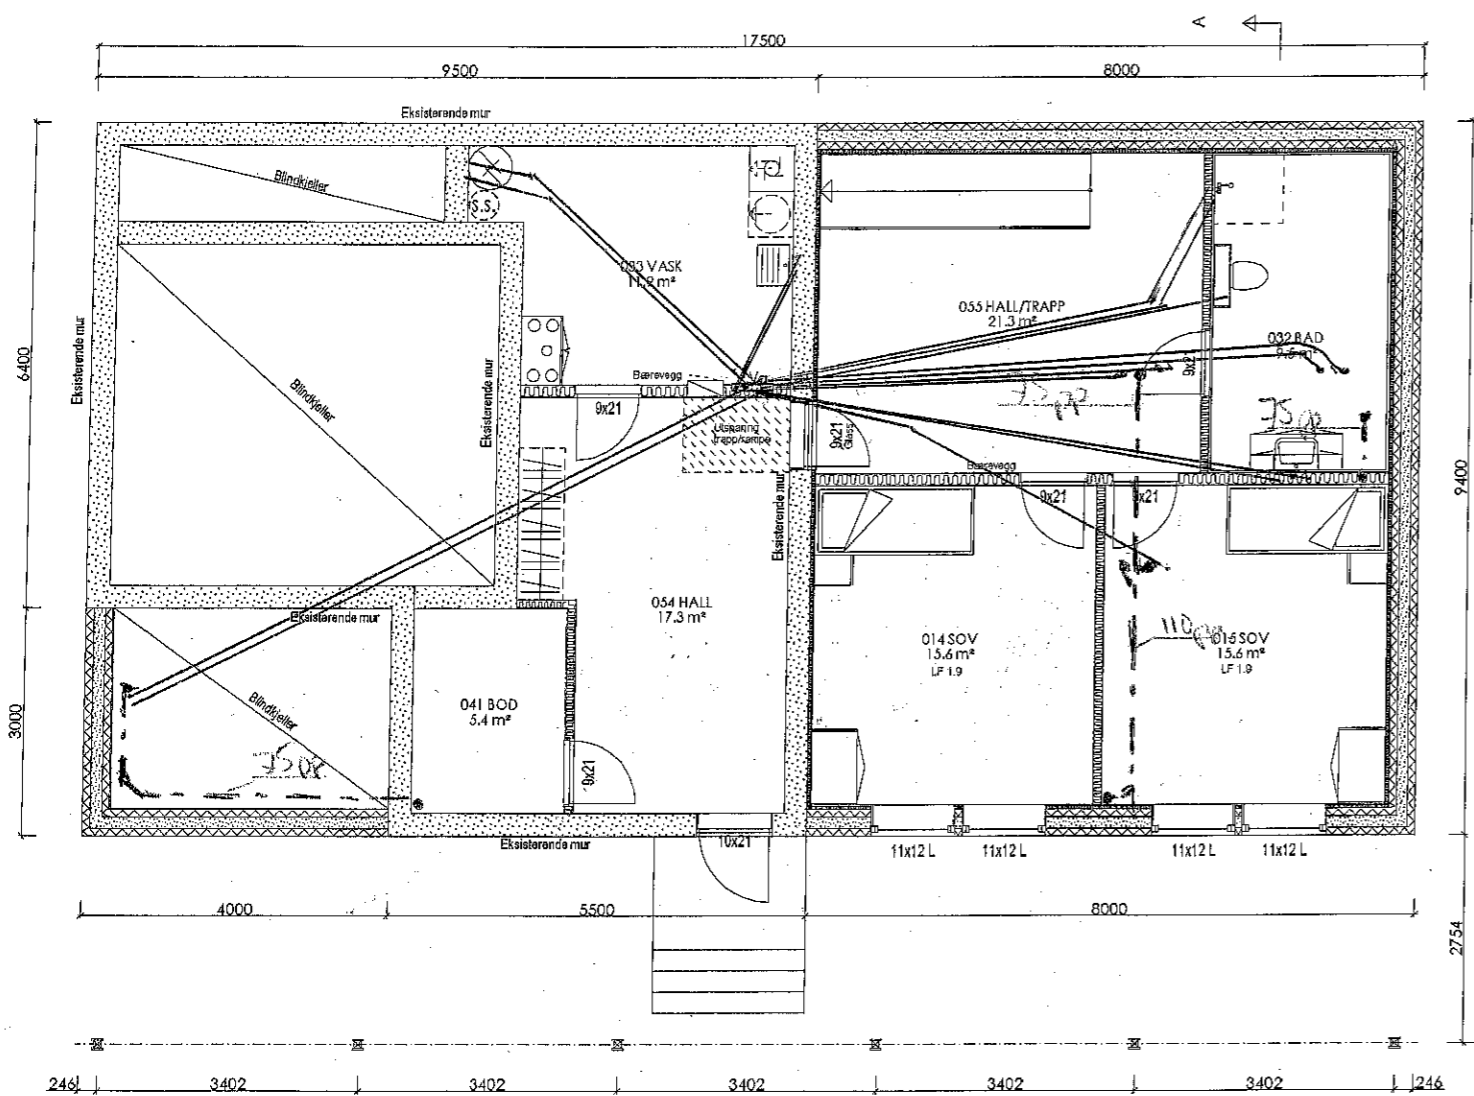 A
17500
9500
8000
Eksisterende mur
Blindkjeller
S.S.
033 VASK
11.9 m²
055 HALL/TRAPP
21.3 m²
032 BAD
Eksisterende mur
6400
Eksisterende mur
Blindkjeller
Bærevegg
9x21
9x21
Glass
9x21
Utsparing
trapp/rampe
Bærevegg
75
75
9400
9x21
9x21
Eksisterende mur
054 HALL
17.3 m²
Eksisterende mur
014 SOV
15.6 m²
LF 1.9
110
015 SOV
15.6 m²
LF 1.9
3000
Blindkjeller
041 BOD
5.4 m²
75
9x21
Eksisterende mur
10x21
11x12 L
11x12 L
11x12 L
11x12 L
4000
5500
8000
2754
246
3402
3402
3402
3402
3402
246